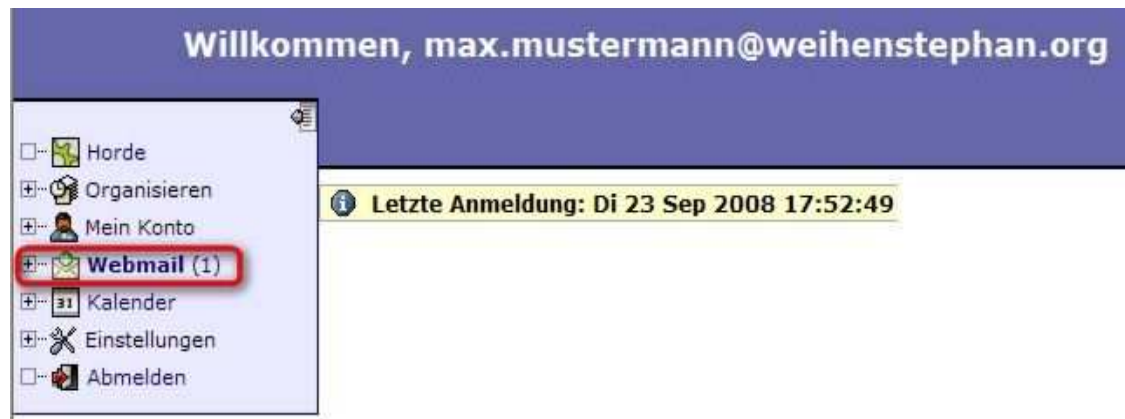 Willkommen, max.mustermann@weihenstephan.org
Horde
Organisieren
Mein Konto
Webmail (1)
31 Kalender
Einstellungen
Abmelden
Letzte Anmeldung: Di 23 Sep 2008 17:52:49